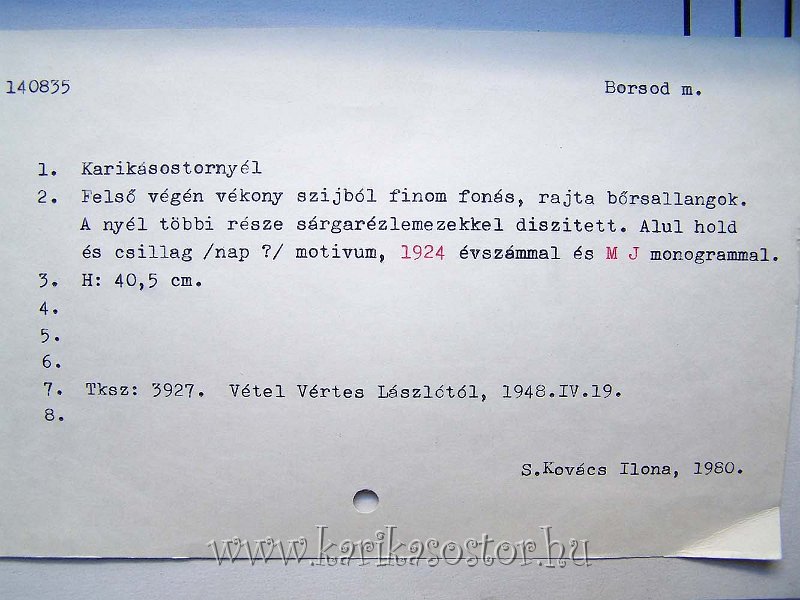 140835 Borsod m.
1. Karikásostornyél
2. Felső végén vékony szijból finom fonás, rajta bőrsallangok.
A nyél többi része sárgarézlemezekkel diszitett. Alul hold
és csillag /nap ?/ motivum, 1924 évszámmal és M J monogrammal.
3. H: 40,5 cm.
4.
5.
6.
7. Tksz: 3927. Vétel Vértes Lászlótól, 1948.IV.19.
8.
S.Kovács Ilona, 1980.
www.karikasostor.hu